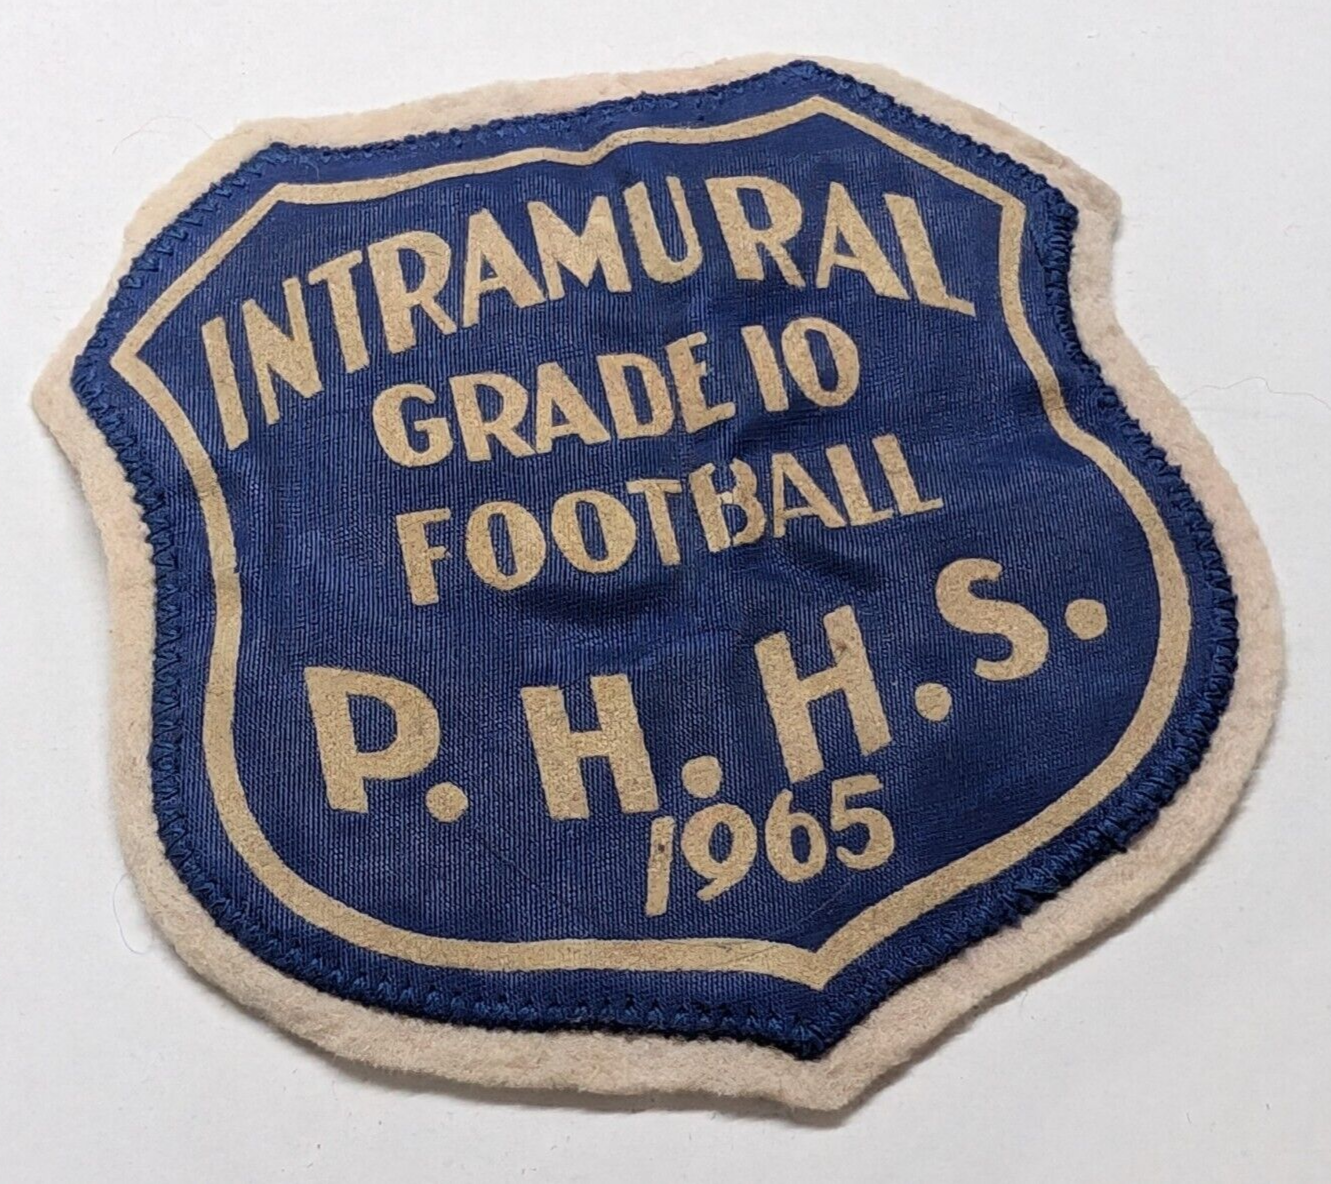 INTRAMURAL
GRADE 10
FOOTBALL
P.H.H.S.
1965